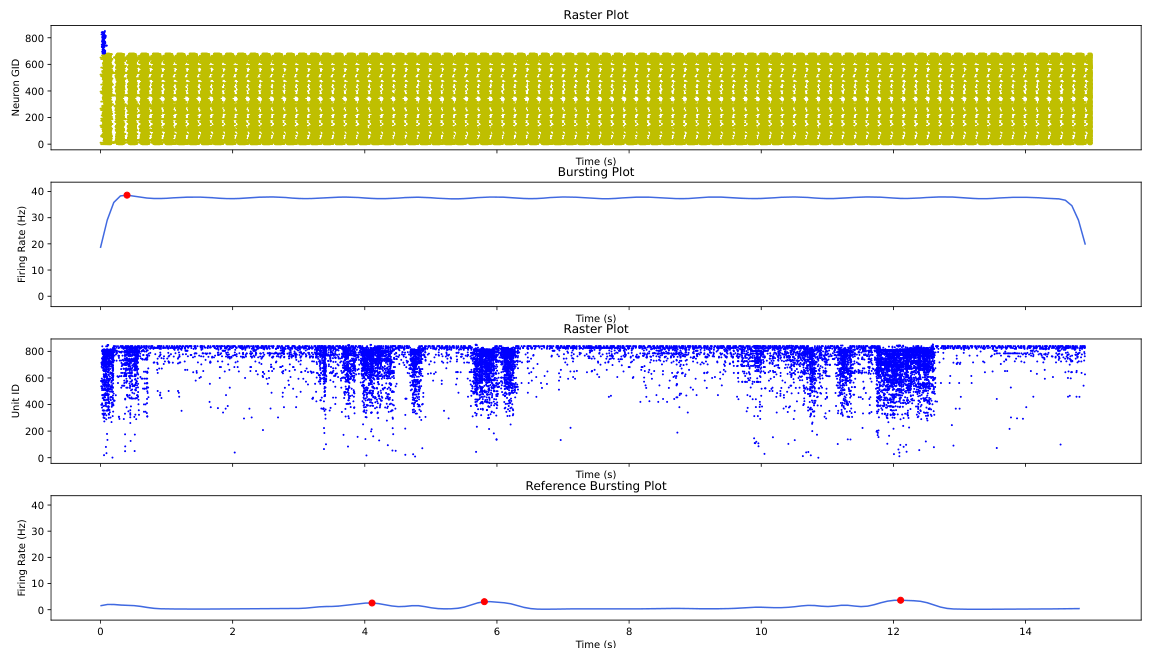 Raster Plot
800
600
400
200
0
Neuron GID
Time (s)
Bursting Plot
40
30
20
10
0
Firing Rate (Hz)
Time (s)
Raster Plot
800
600
400
200
0
Unit ID
Time (s)
Reference Bursting Plot
40
30
20
10
0
Firing Rate (Hz)
0 2 4 6 8 10 12 14
Time (s)